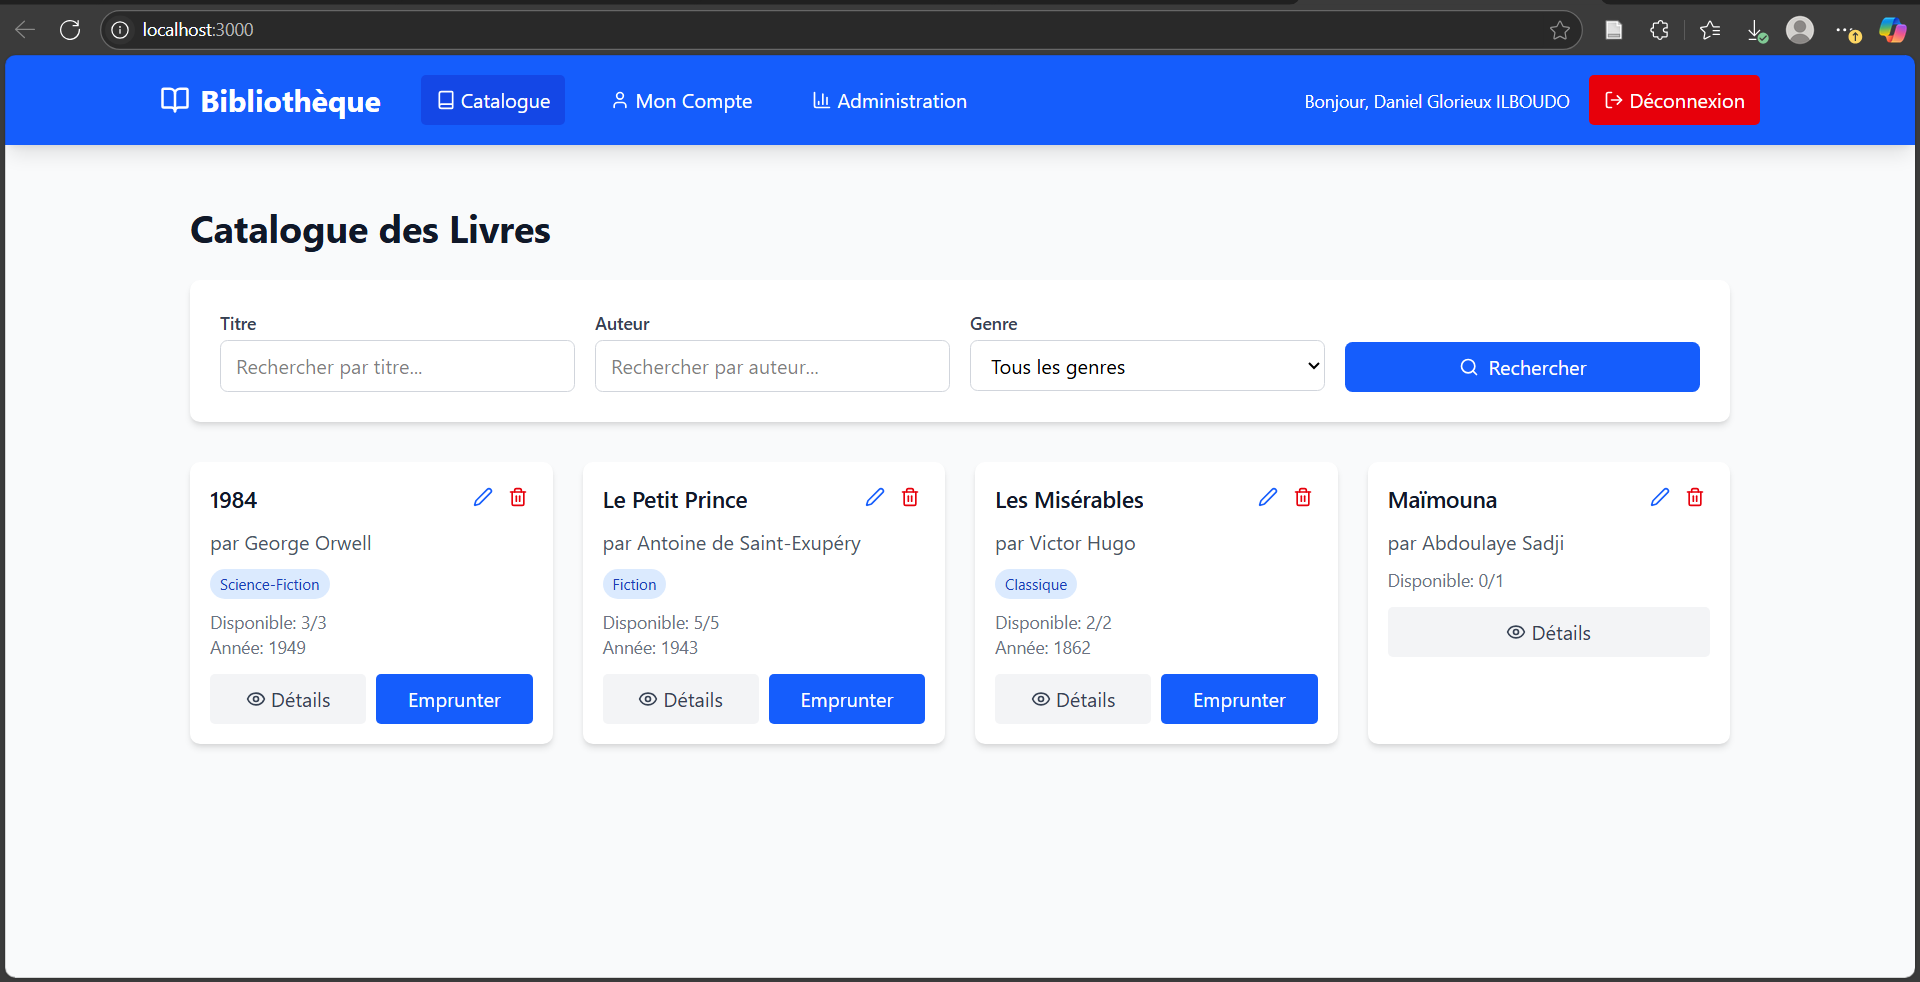 localhost:3000
Bibliothèque
Catalogue
Mon Compte
Administration
Bonjour, Daniel Glorieux ILBOUDO
Déconnexion
Catalogue des Livres
Titre
Rechercher par titre...
Auteur
Rechercher par auteur...
Genre
Tous les genres
Rechercher
1984
par George Orwell
Science-Fiction
Disponible: 3/3
Année: 1949
Détails
Emprunter
Le Petit Prince
par Antoine de Saint-Exupéry
Fiction
Disponible: 5/5
Année: 1943
Détails
Emprunter
Les Misérables
par Victor Hugo
Classique
Disponible: 2/2
Année: 1862
Détails
Emprunter
Maïmouna
par Abdoulaye Sadji
Disponible: 0/1
Détails